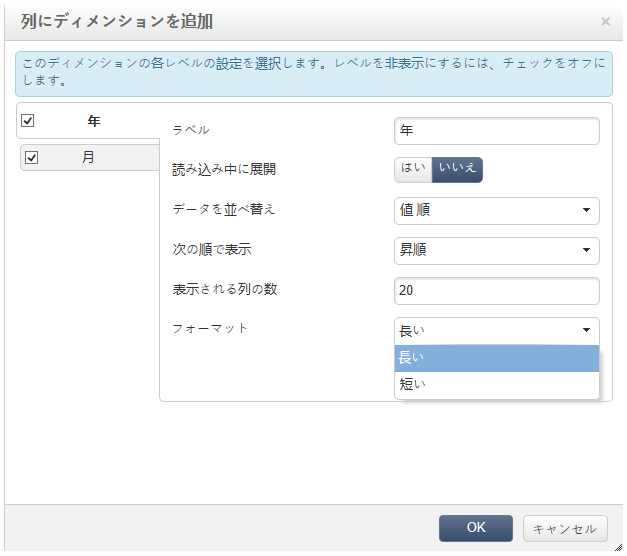 列にディメンションを追加
×
このディメンションの各レベルの設定を選択します。レベルを非表示にするには、チェックをオフに
します。
年
月
ラベル 年
読み込み中に展開 はい いいえ
データを並べ替え 値 順
次の順で表示 昇順
表示される列の数 20
フォーマット 長い
長い
短い
OK キャンセル